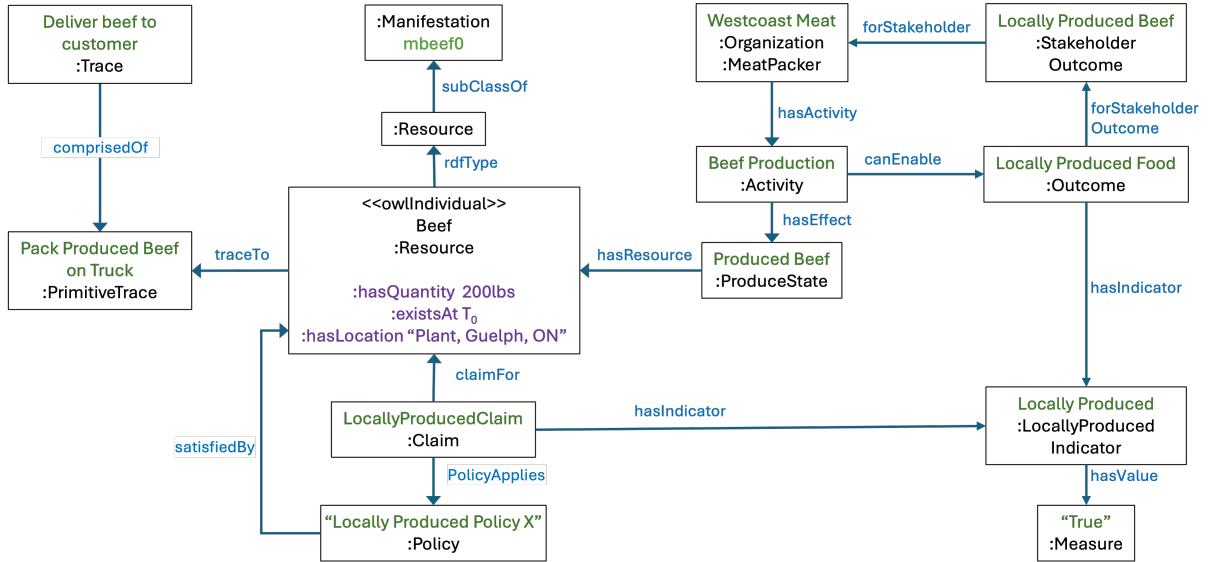 Deliver beef to
customer
:Trace
:Manifestation
mbeef0
Westcoast Meat
:Organization
:MeatPacker
forStakeholder
Locally Produced Beef
:Stakeholder
Outcome
subClassOf
hasActivity
forStakeholder
Outcome
comprisedOf
:Resource
rdfType
Beef Production
:Activity
canEnable
Locally Produced Food
:Outcome
<<owlIndividual>>
Beef
:Resource
:hasQuantity 200lbs
:existsAt T0
:hasLocation “Plant, Guelph, ON”
hasEffect
Pack Produced Beef
on Truck
:PrimitiveTrace
traceTo
hasResource
Produced Beef
:ProduceState
hasIndicator
claimFor
LocallyProducedClaim
:Claim
hasIndicator
Locally Produced
:LocallyProduced
Indicator
satisfiedBy
PolicyApplies
hasValue
“Locally Produced Policy X”
:Policy
“True”
:Measure